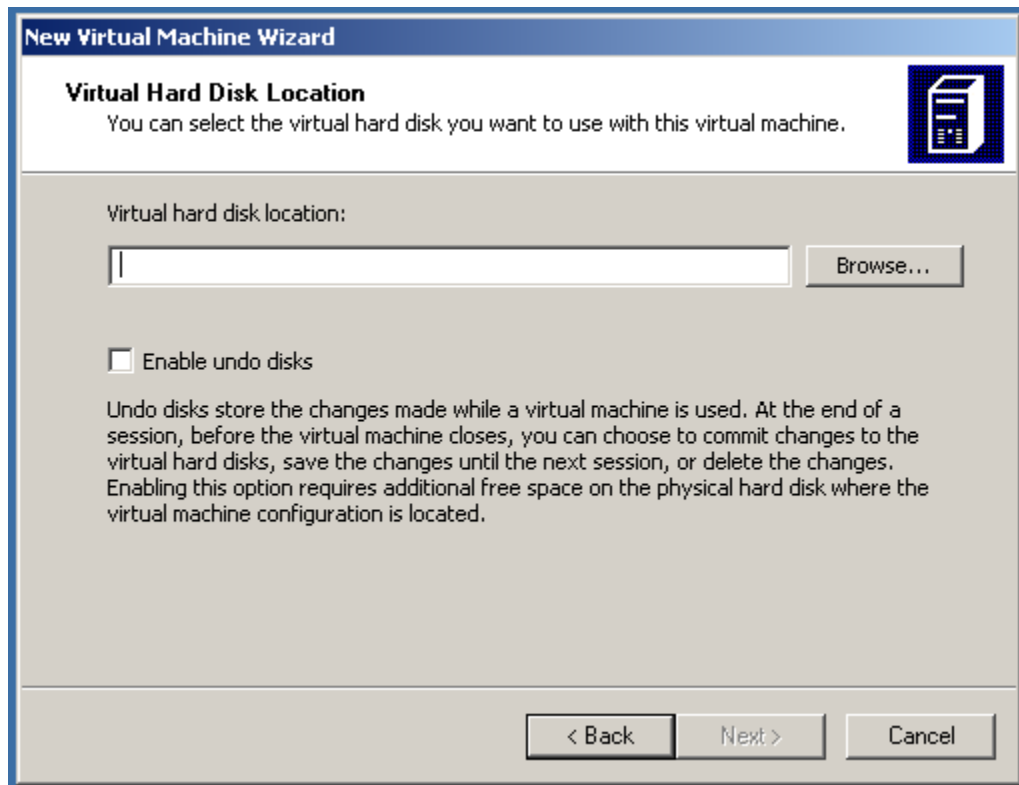 New Virtual Machine Wizard
Virtual Hard Disk Location
You can select the virtual hard disk you want to use with this virtual machine.
Virtual hard disk location:
Browse...
Enable undo disks
Undo disks store the changes made while a virtual machine is used. At the end of a
session, before the virtual machine closes, you can choose to commit changes to the
virtual hard disks, save the changes until the next session, or delete the changes.
Enabling this option requires additional free space on the physical hard disk where the
virtual machine configuration is located.
< Back
Next >
Cancel